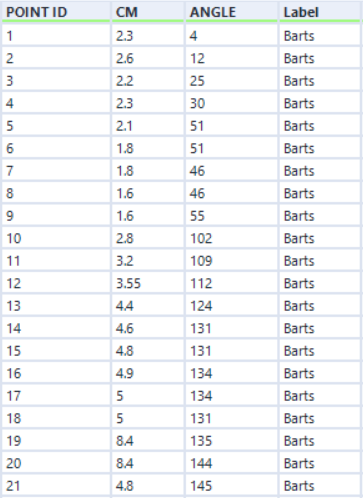 POINT ID CM ANGLE Label
1 2.3 4 Barts
2 2.6 12 Barts
3 2.2 25 Barts
4 2.3 30 Barts
5 2.1 51 Barts
6 1.8 51 Barts
7 1.8 46 Barts
8 1.6 46 Barts
9 1.6 55 Barts
10 2.8 102 Barts
11 3.2 109 Barts
12 3.55 112 Barts
13 4.4 124 Barts
14 4.6 131 Barts
15 4.8 131 Barts
16 4.9 134 Barts
17 5 134 Barts
18 5 131 Barts
19 8.4 135 Barts
20 8.4 144 Barts
21 4.8 145 Barts